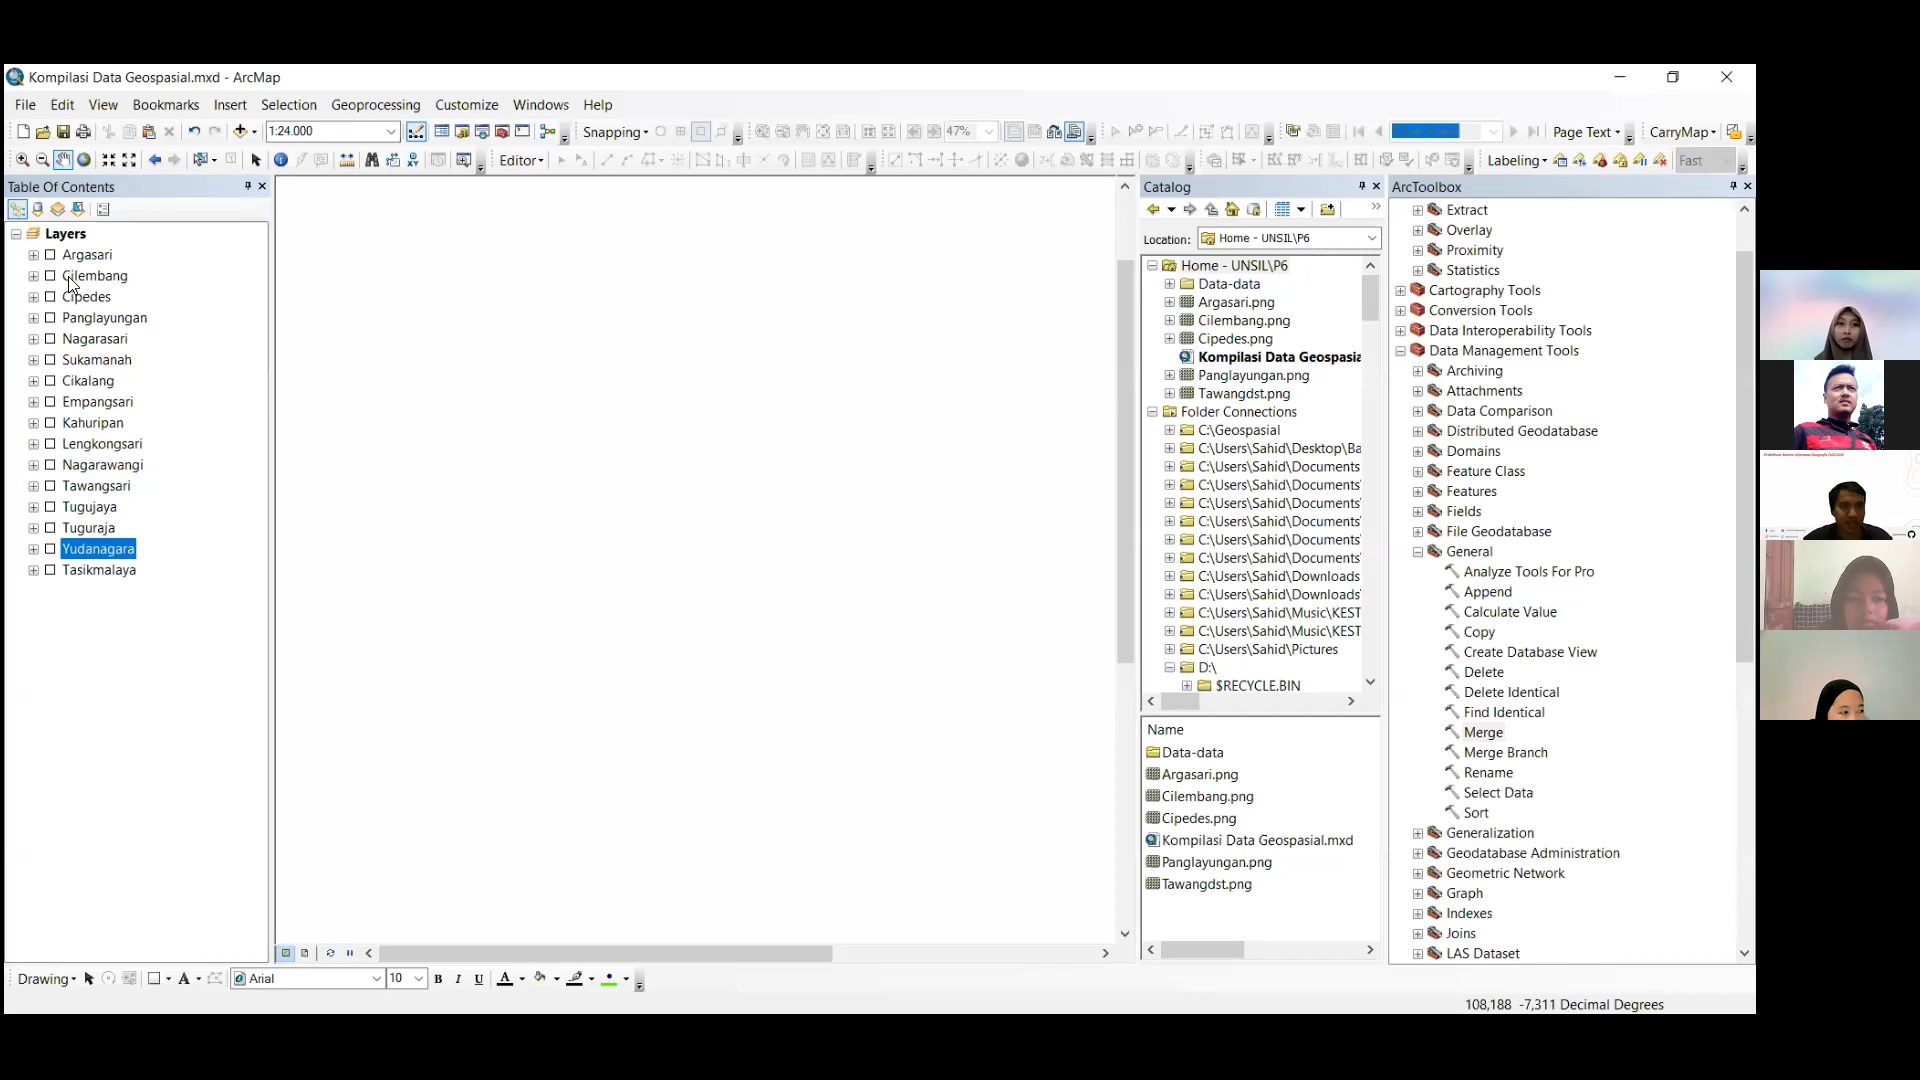 Kompilasi Data Geospasial.mxd - ArcMap
File Edit View Bookmarks Insert Selection Geoprocessing Customize Windows Help
1:24.000 Snapping 47% Page Text CarryMap
Editor Labeling Fast
Table Of Contents
Layers
Argasari
Cilembang
Cipedes
Panglayungan
Nagarasari
Sukamanah
Cikalang
Empangsari
Kahuripan
Lengkongsari
Nagarawangi
Tawangsari
Tugujaya
Tuguraja
Yudanagara
Tasikmalaya
Catalog
Location: Home - UNSIL\P6
Home - UNSIL\P6
Data-data
Argasari.png
Cilembang.png
Cipedes.png
Kompilasi Data Geospasia
Panglayungan.png
Tawangdst.png
Folder Connections
C:\Geospasial
C:\Users\Sahid\Desktop\Ba
C:\Users\Sahid\Documents
C:\Users\Sahid\Documents'
C:\Users\Sahid\Documents'
C:\Users\Sahid\Documents'
C:\Users\Sahid\Documents'
C:\Users\Sahid\Documents'
C:\Users\Sahid\Downloads
C:\Users\Sahid\Downloads'
C:\Users\Sahid\Music\KEST
C:\Users\Sahid\Music\KEST
C:\Users\Sahid\Pictures
D:\
$RECYCLE.BIN
Name
Data-data
Argasari.png
Cilembang.png
Cipedes.png
Kompilasi Data Geospasial.mxd
Panglayungan.png
Tawangdst.png
ArcToolbox
Extract
Overlay
Proximity
Statistics
Cartography Tools
Conversion Tools
Data Interoperability Tools
Data Management Tools
Archiving
Attachments
Data Comparison
Distributed Geodatabase
Domains
Feature Class
Features
Fields
File Geodatabase
General
Analyze Tools For Pro
Append
Calculate Value
Copy
Create Database View
Delete
Delete Identical
Find Identical
Merge
Merge Branch
Rename
Select Data
Sort
Generalization
Geodatabase Administration
Geometric Network
Graph
Indexes
Joins
LAS Dataset
Drawing A Arial 10 B I U A
108,188 -7,311 Decimal Degrees